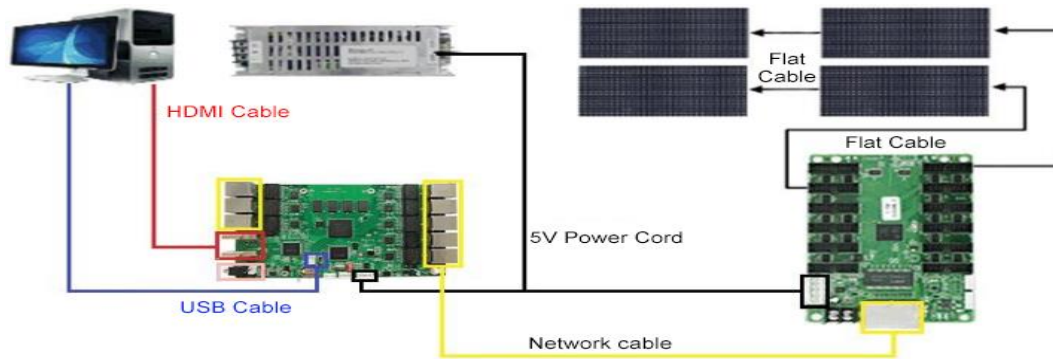 Flat
Cable
HDMI Cable
Flat Cable
5V Power Cord
USB Cable
Network cable